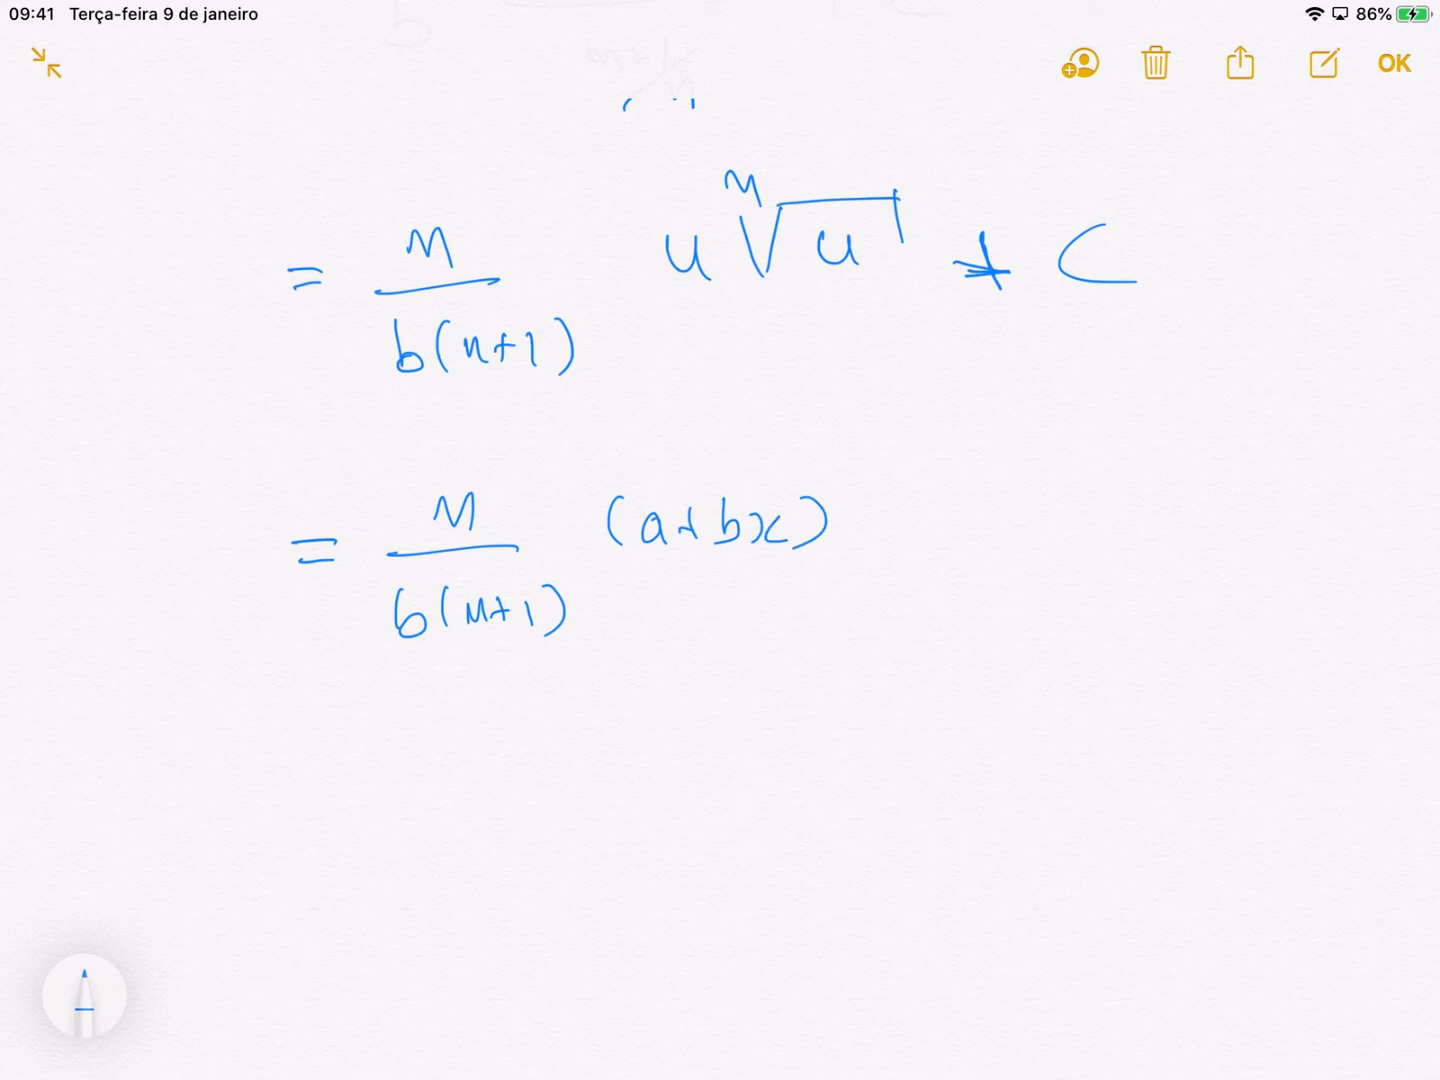 09:41 Terça-feira 9 de janeiro 86%
OK
= n/b(n+1) u ⁿ√u + C
= n/b(n+1) (a+bx)